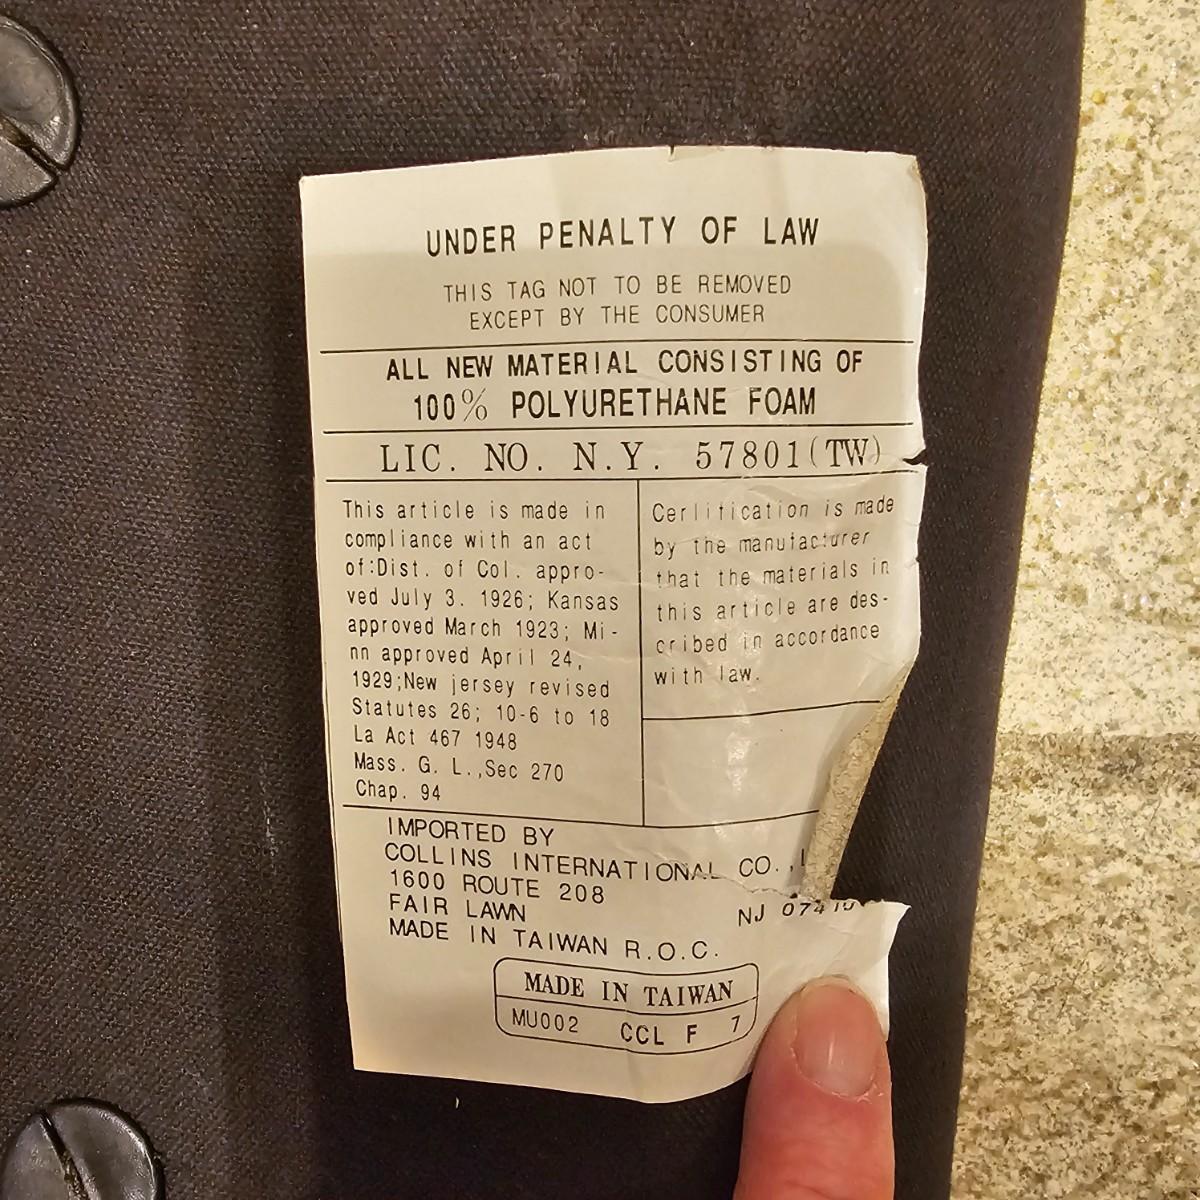 UNDER PENALTY OF LAW
THIS TAG NOT TO BE REMOVED
EXCEPT BY THE CONSUMER
ALL NEW MATERIAL CONSISTING OF
100% POLYURETHANE FOAM
LIC. NO. N.Y. 57801(TW)
This article is made in
compliance with an act
of:Dist. of Col. appro-
ved July 3. 1926; Kansas
approved March 1923; Mi-
nn approved April 24,
1929;New jersey revised
Statutes 26; 10-6 to 18
La Act 467 1948
Mass. G. L.,Sec 270
Chap. 94
Cerlification is made
by the manufacturer
that the materials in
this article are des-
cribed in accordance
with law.
IMPORTED BY
COLLINS INTERNATIONAL CO.,
1600 ROUTE 208
FAIR LAWN NJ
MADE IN TAIWAN R.O.C.
MADE IN TAIWAN
MU002 CCL F 7